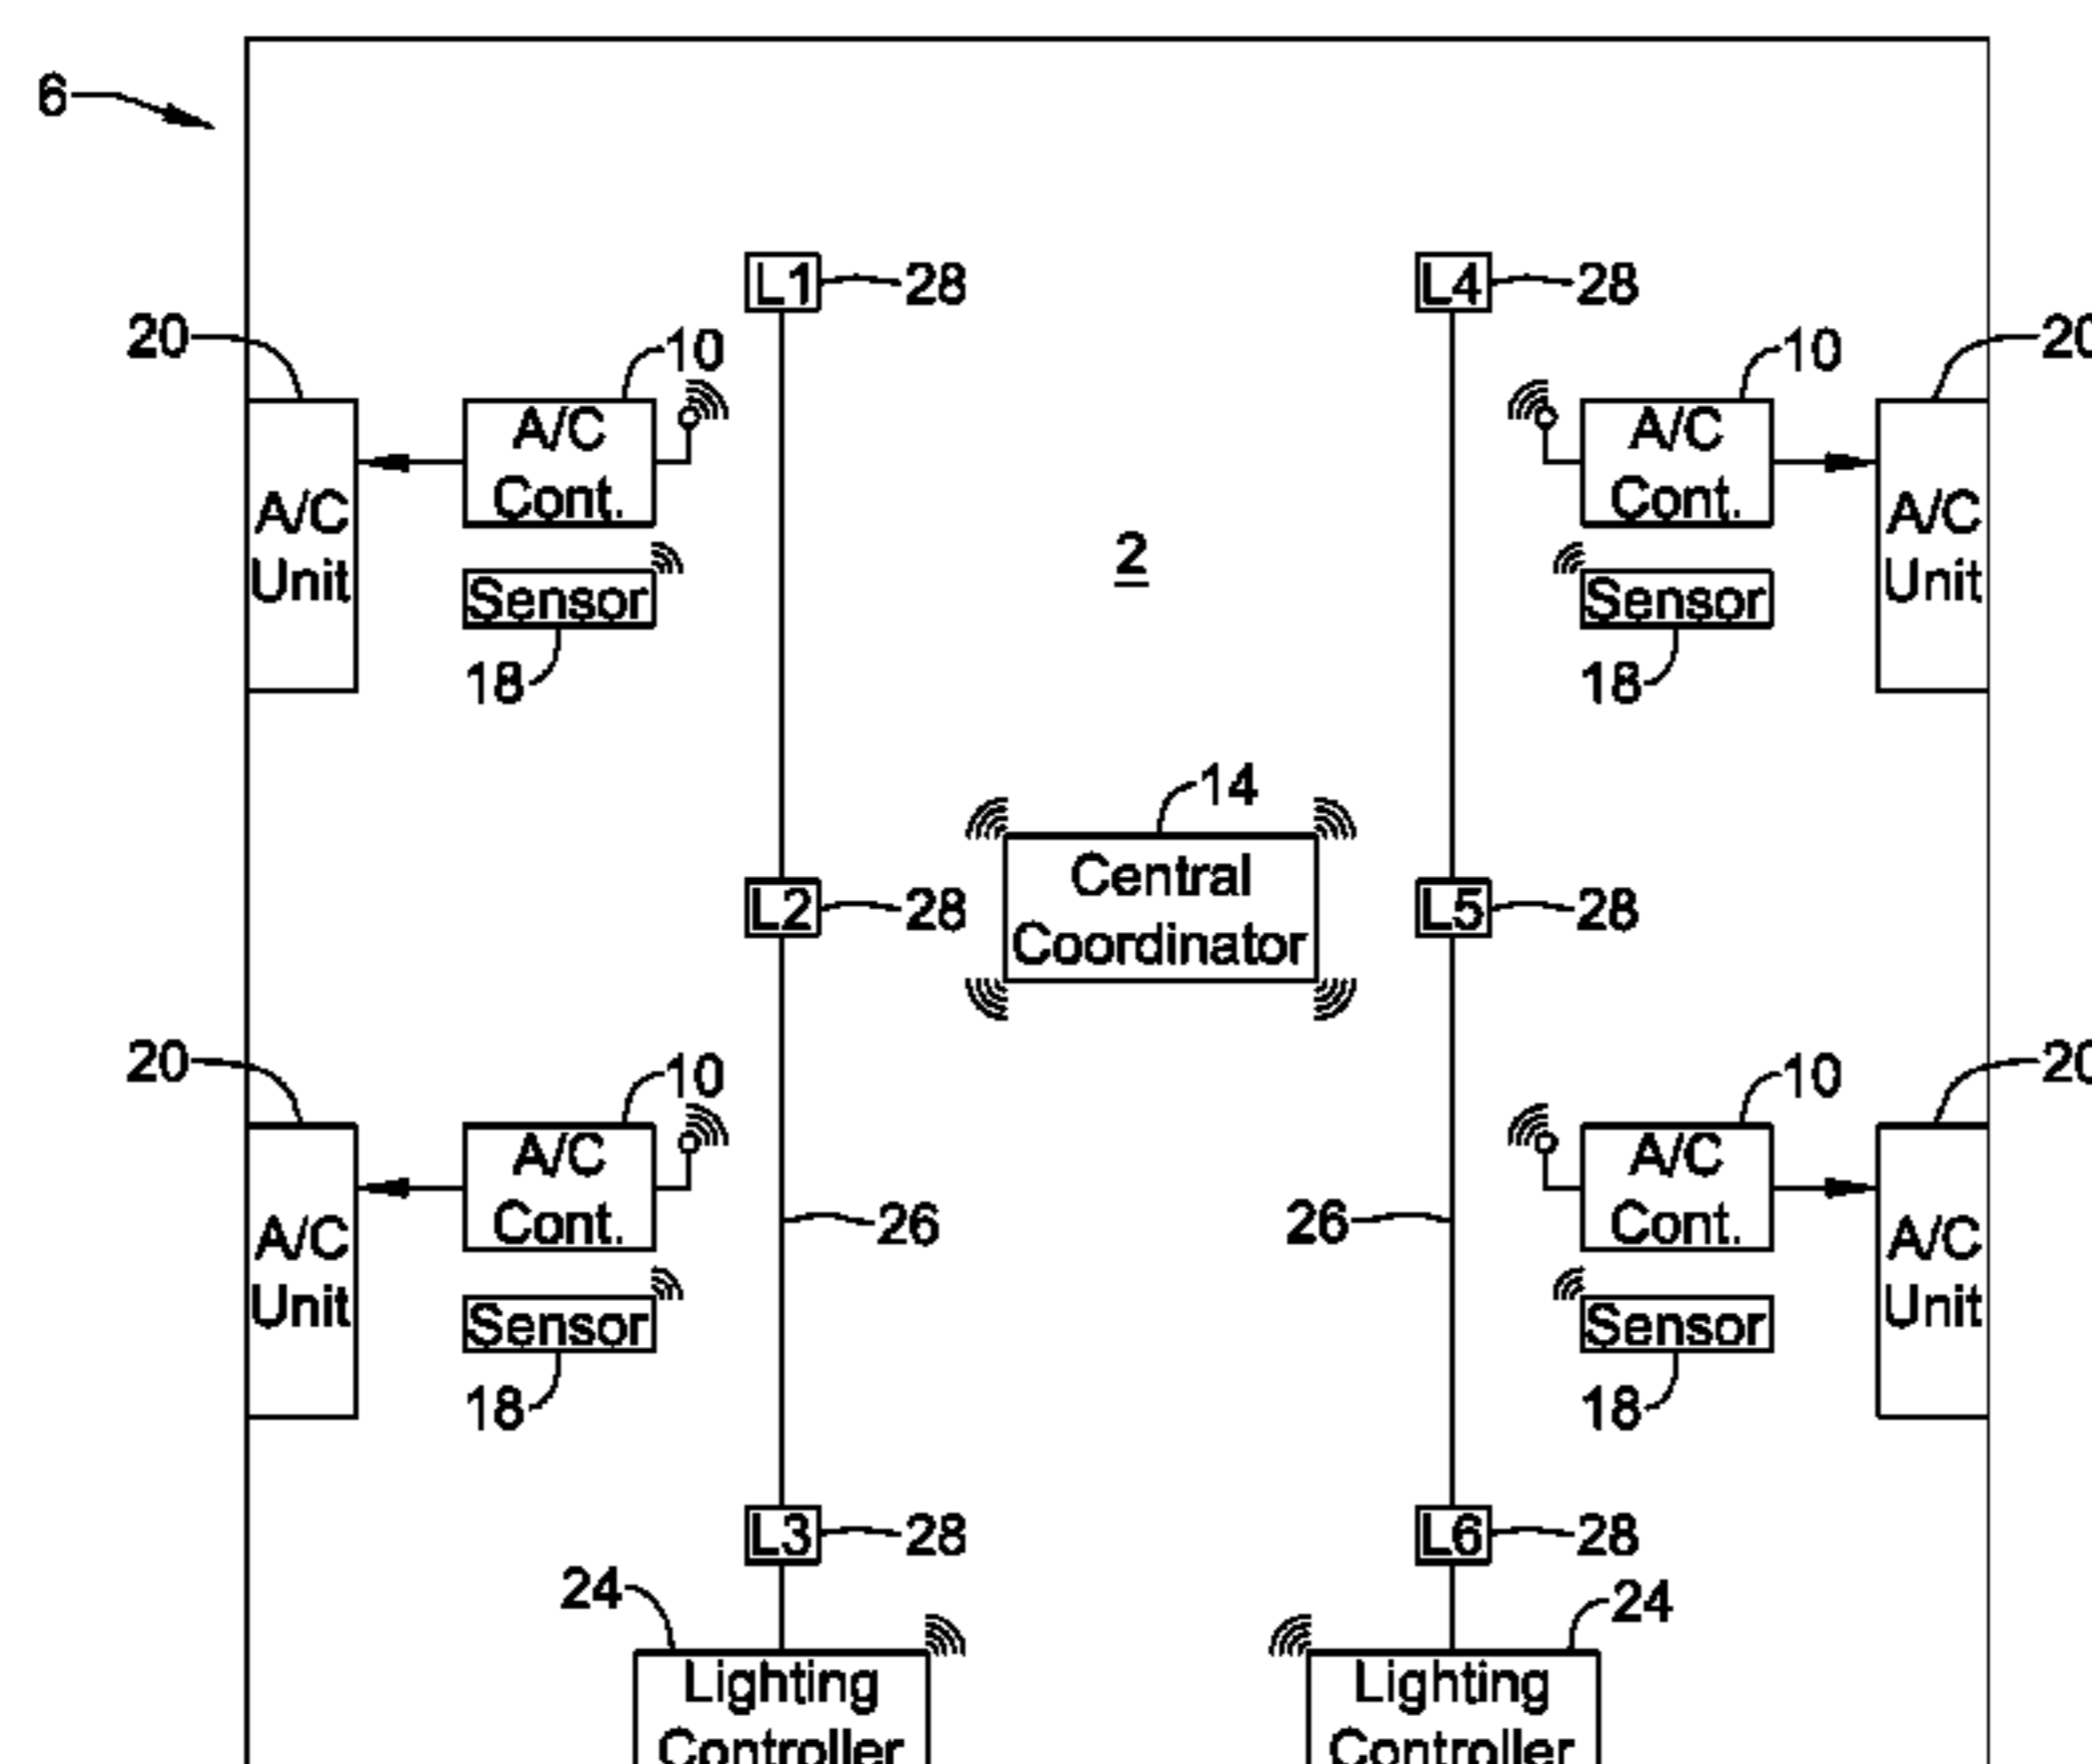 6
L1 28
L4 28
20
10
10
20
A/C
Cont.
A/C
Cont.
A/C
Unit
A/C
Unit
2
Sensor
Sensor
18
18
14
Central
Coordinator
L2 28
L5 28
20
10
10
20
A/C
Cont.
A/C
Cont.
A/C
Unit
A/C
Unit
26
26
Sensor
Sensor
18
18
L3 28
L6 28
24
24
Lighting
Controller
Lighting
Controller